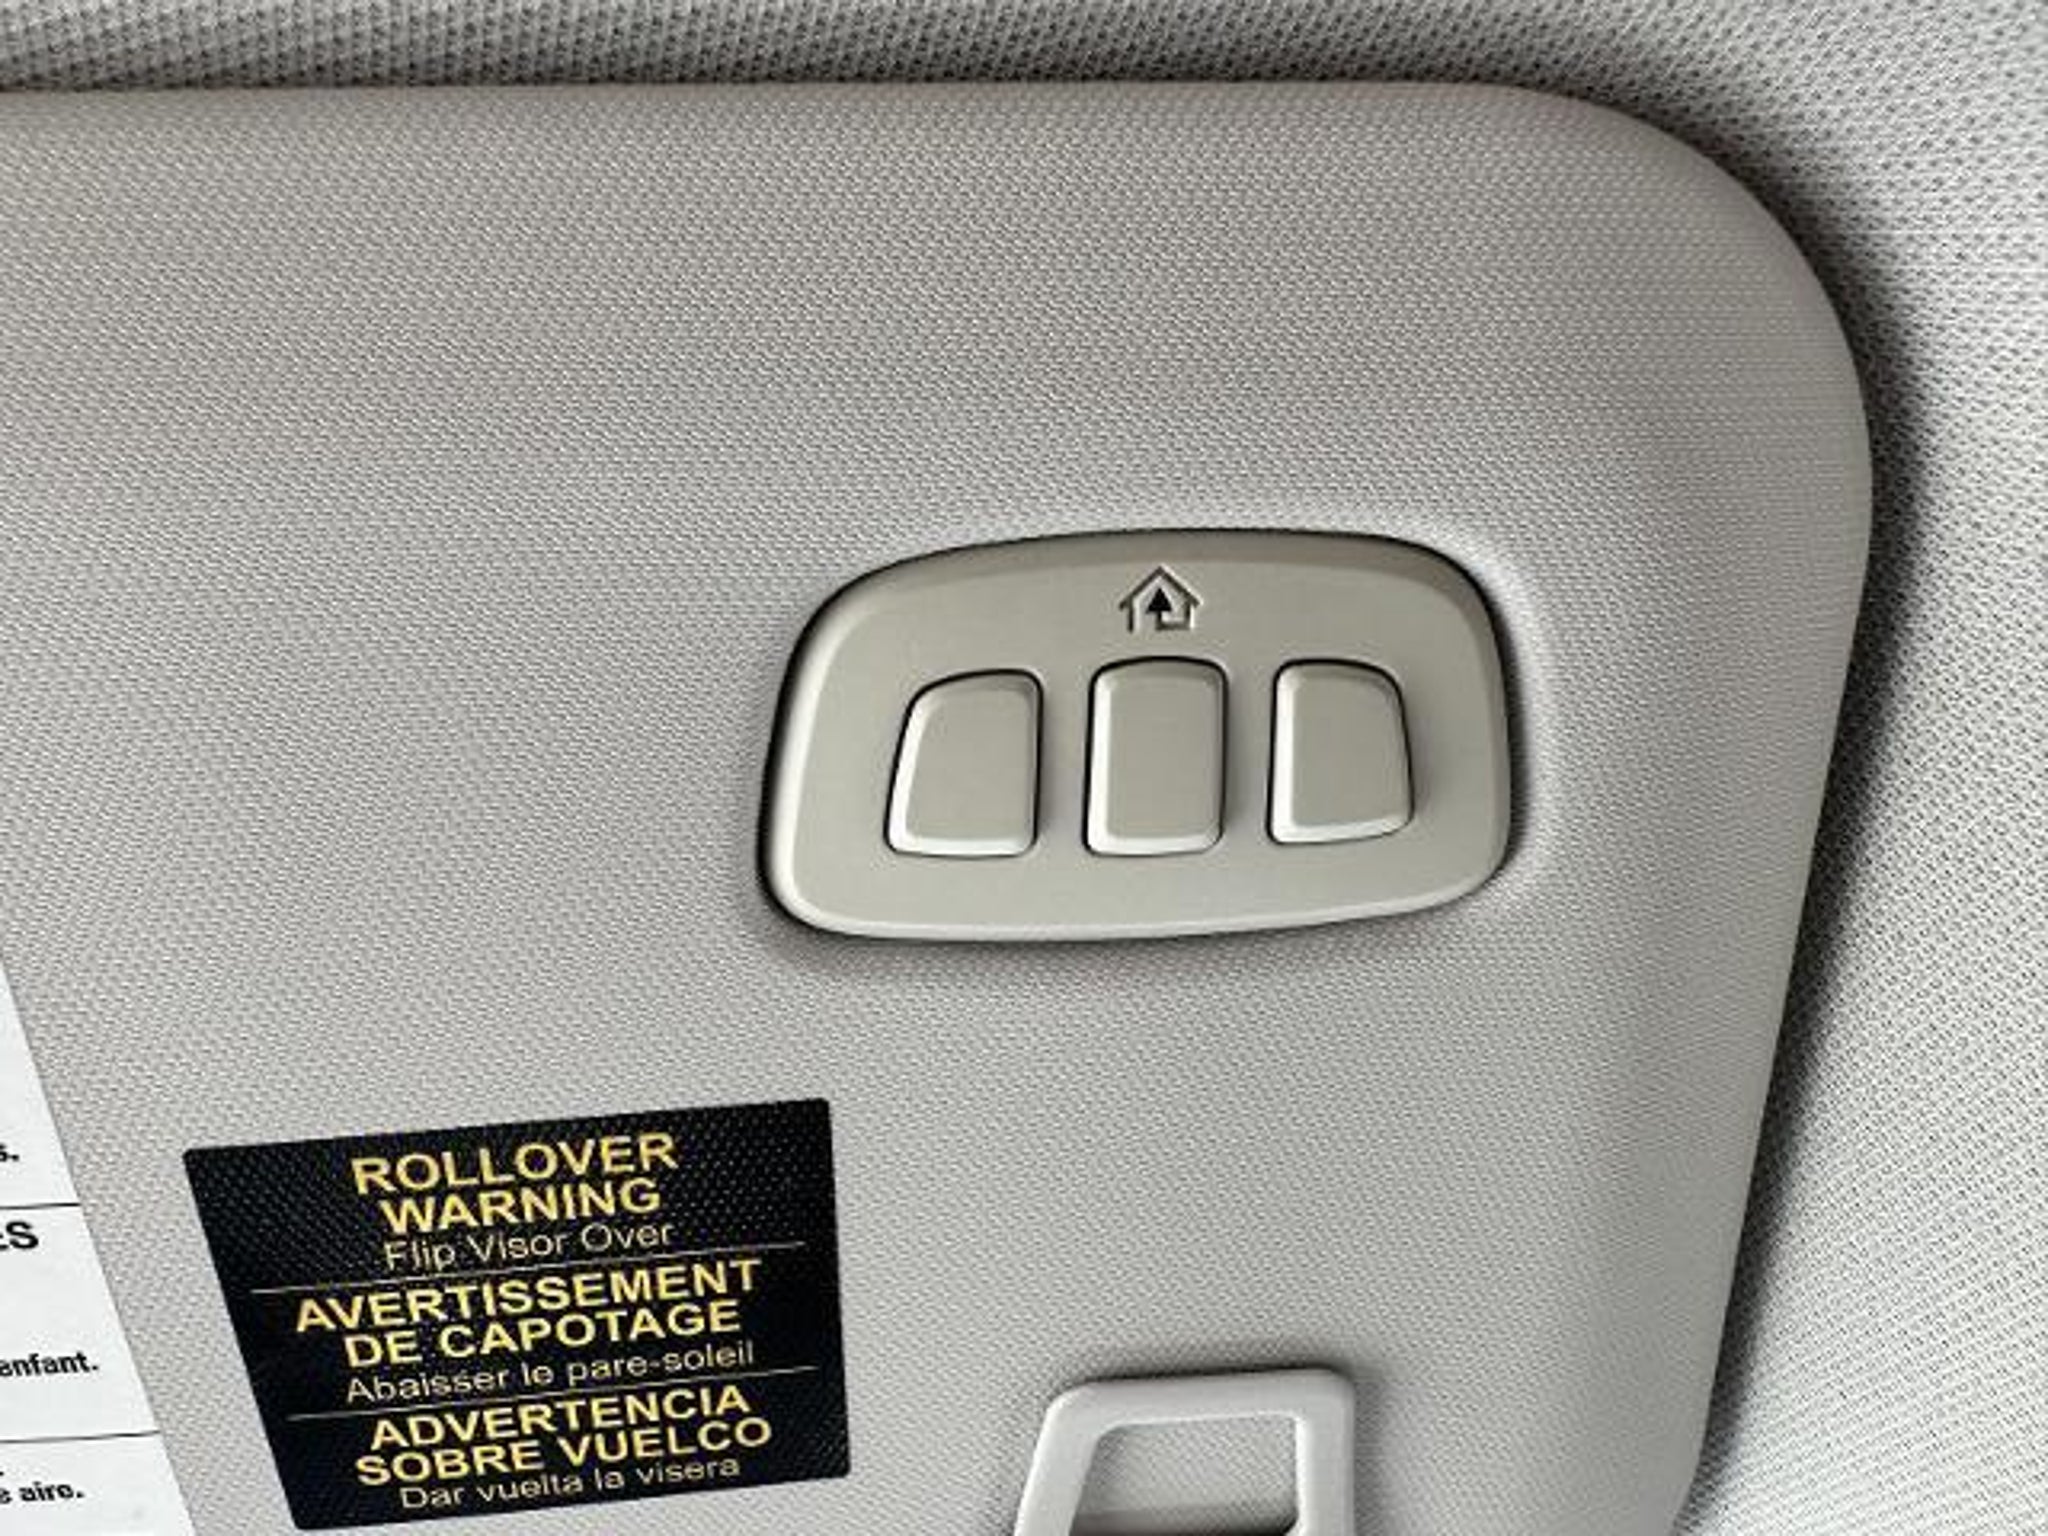 s.
ES
enfant.
e aire.
ROLLOVER
WARNING
Flip Visor Over
AVERTISSEMENT
DE CAPOTAGE
Abaisser le pare-soleil
ADVERTENCIA
SOBRE VUELCO
Dar vuelta la visera